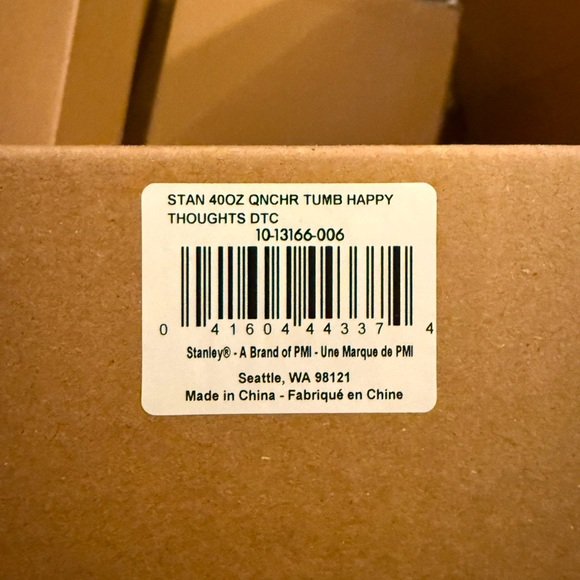 STAN 40OZ QNCHR TUMB HAPPY
THOUGHTS DTC
10-13166-006
0 41604 44337 4
Stanley® - A Brand of PMI - Une Marque de PMI
Seattle, WA 98121
Made in China - Fabriqué en Chine